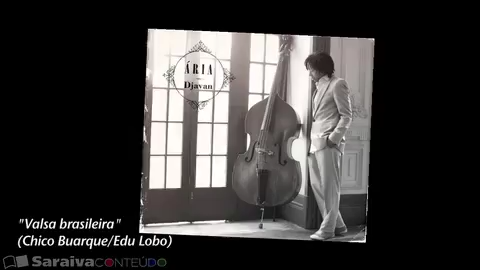 ÁRIA
Djavan
"Valsa brasileira"
(Chico Buarque/Edu Lobo)
SaraivaCONTEÚDO